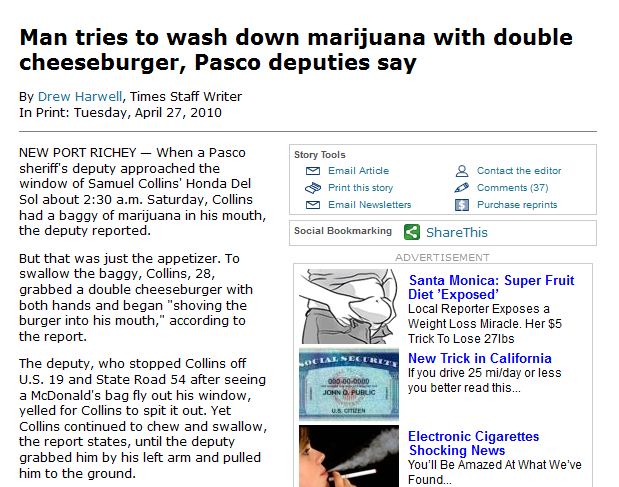 Man tries to wash down marijuana with double
cheeseburger, Pasco deputies say
By Drew Harwell, Times Staff Writer
In Print: Tuesday, April 27, 2010
NEW PORT RICHEY — When a Pasco
sheriff's deputy approached the
window of Samuel Collins' Honda Del
Sol about 2:30 a.m. Saturday, Collins
had a baggy of marijuana in his mouth,
the deputy reported.
But that was just the appetizer. To
swallow the baggy, Collins, 28,
grabbed a double cheeseburger with
both hands and began "shoving the
burger into his mouth," according to
the report.
The deputy, who stopped Collins off
U.S. 19 and State Road 54 after seeing
a McDonald's bag fly out his window,
yelled for Collins to spit it out. Yet
Collins continued to chew and swallow,
the report states, until the deputy
grabbed him by his left arm and pulled
him to the ground.
Story Tools
Email Article
Contact the editor
Print this story
Comments (37)
Email Newsletters
Purchase reprints
Social Bookmarking
ShareThis
ADVERTISEMENT
Santa Monica: Super Fruit
Diet 'Exposed'
Local Reporter Exposes a
Weight Loss Miracle. Her $5
Trick To Lose 27lbs
SOCIAL SECURITY
000-00-0000
JOHN Q. PUBLIC
U.S. CITIZEN
New Trick in California
If you drive 25 mi/day or less
you better read this...
Electronic Cigarettes
Shocking News
You'll Be Amazed At What We've
Found...